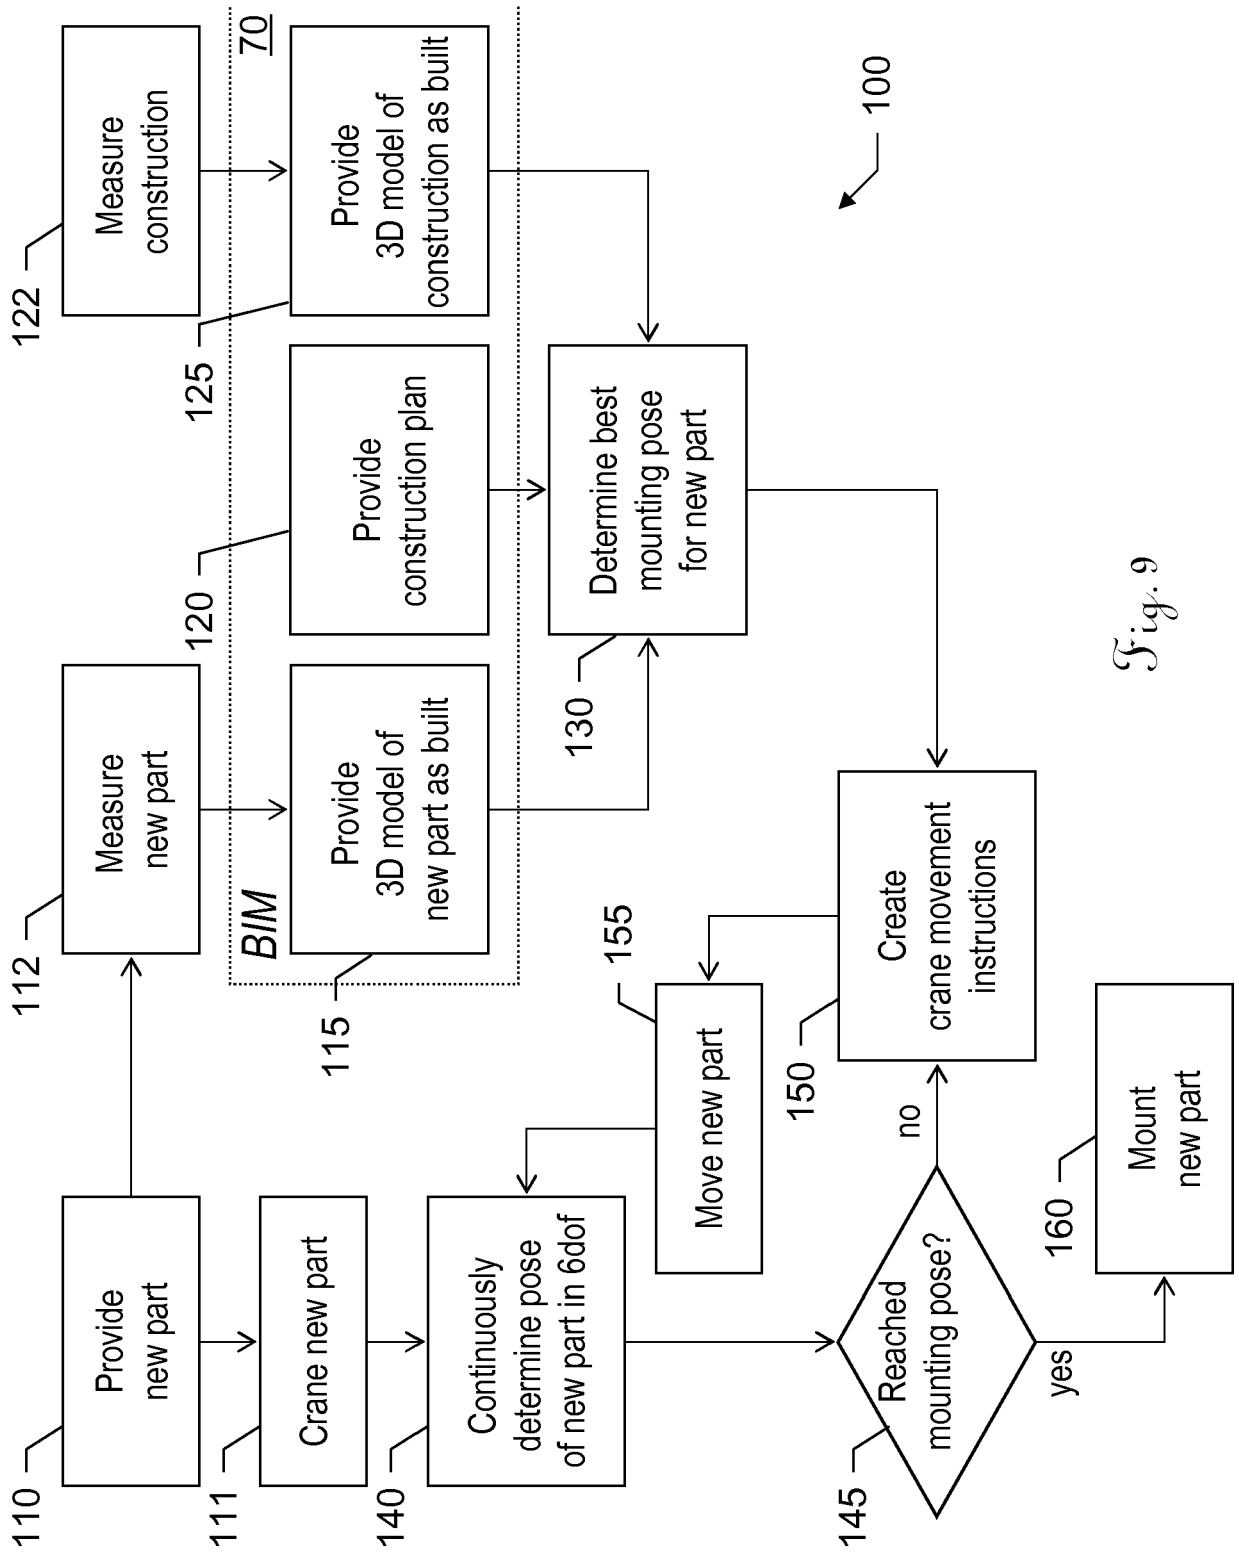 110
Provide
new part
112
Measure
new part
122
Measure
construction
111
Crane new part
BIM
70
115
Provide
3D model of
new part as built
120
Provide
construction plan
125
Provide
3D model of
construction as built
140
Continuously
determine pose
of new part in 6dof
130
Determine best
mounting pose
for new part
155
Move new part
145
Reached
mounting pose?
no
yes
150
Create
crane movement
instructions
160
Mount
new part
100
Fig. 9